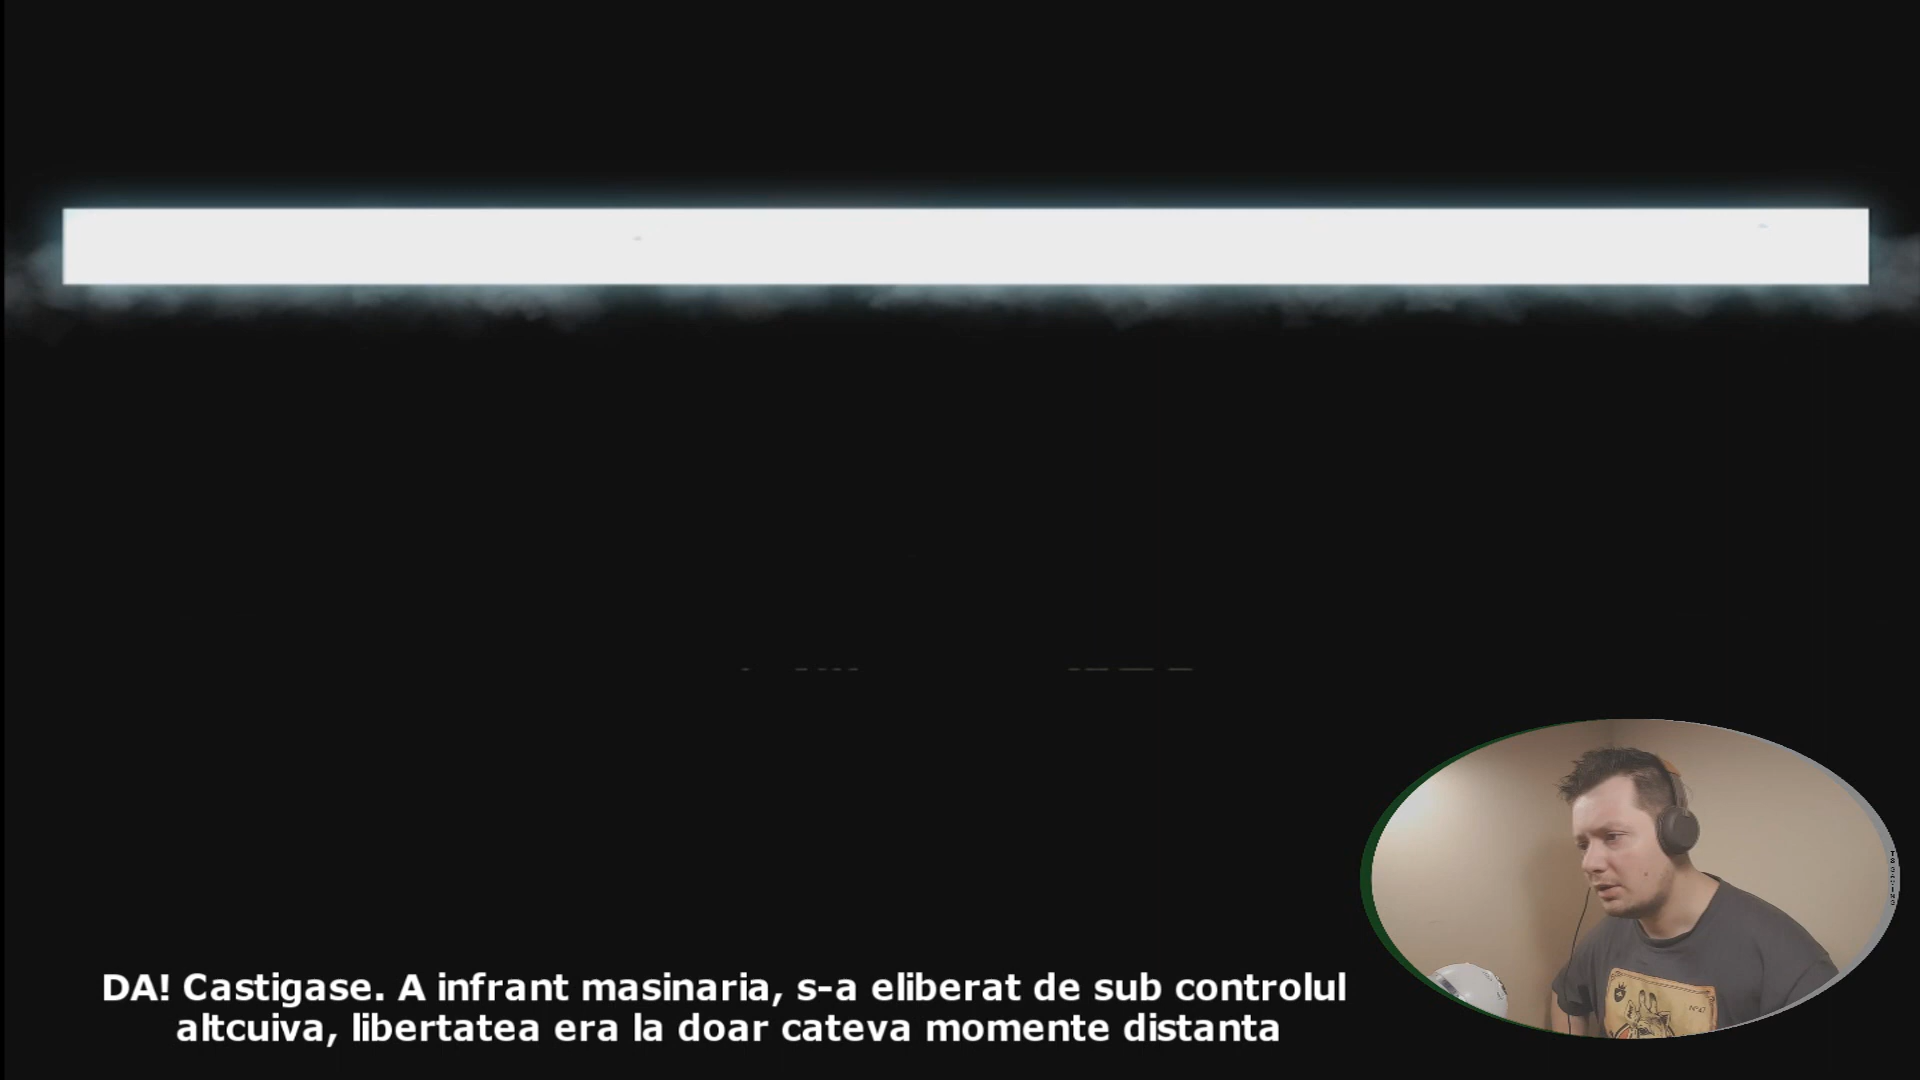 DA! Castigase. A infrant masinaria, s-a eliberat de sub controlul
altcuiva, libertatea era la doar cateva momente distanta